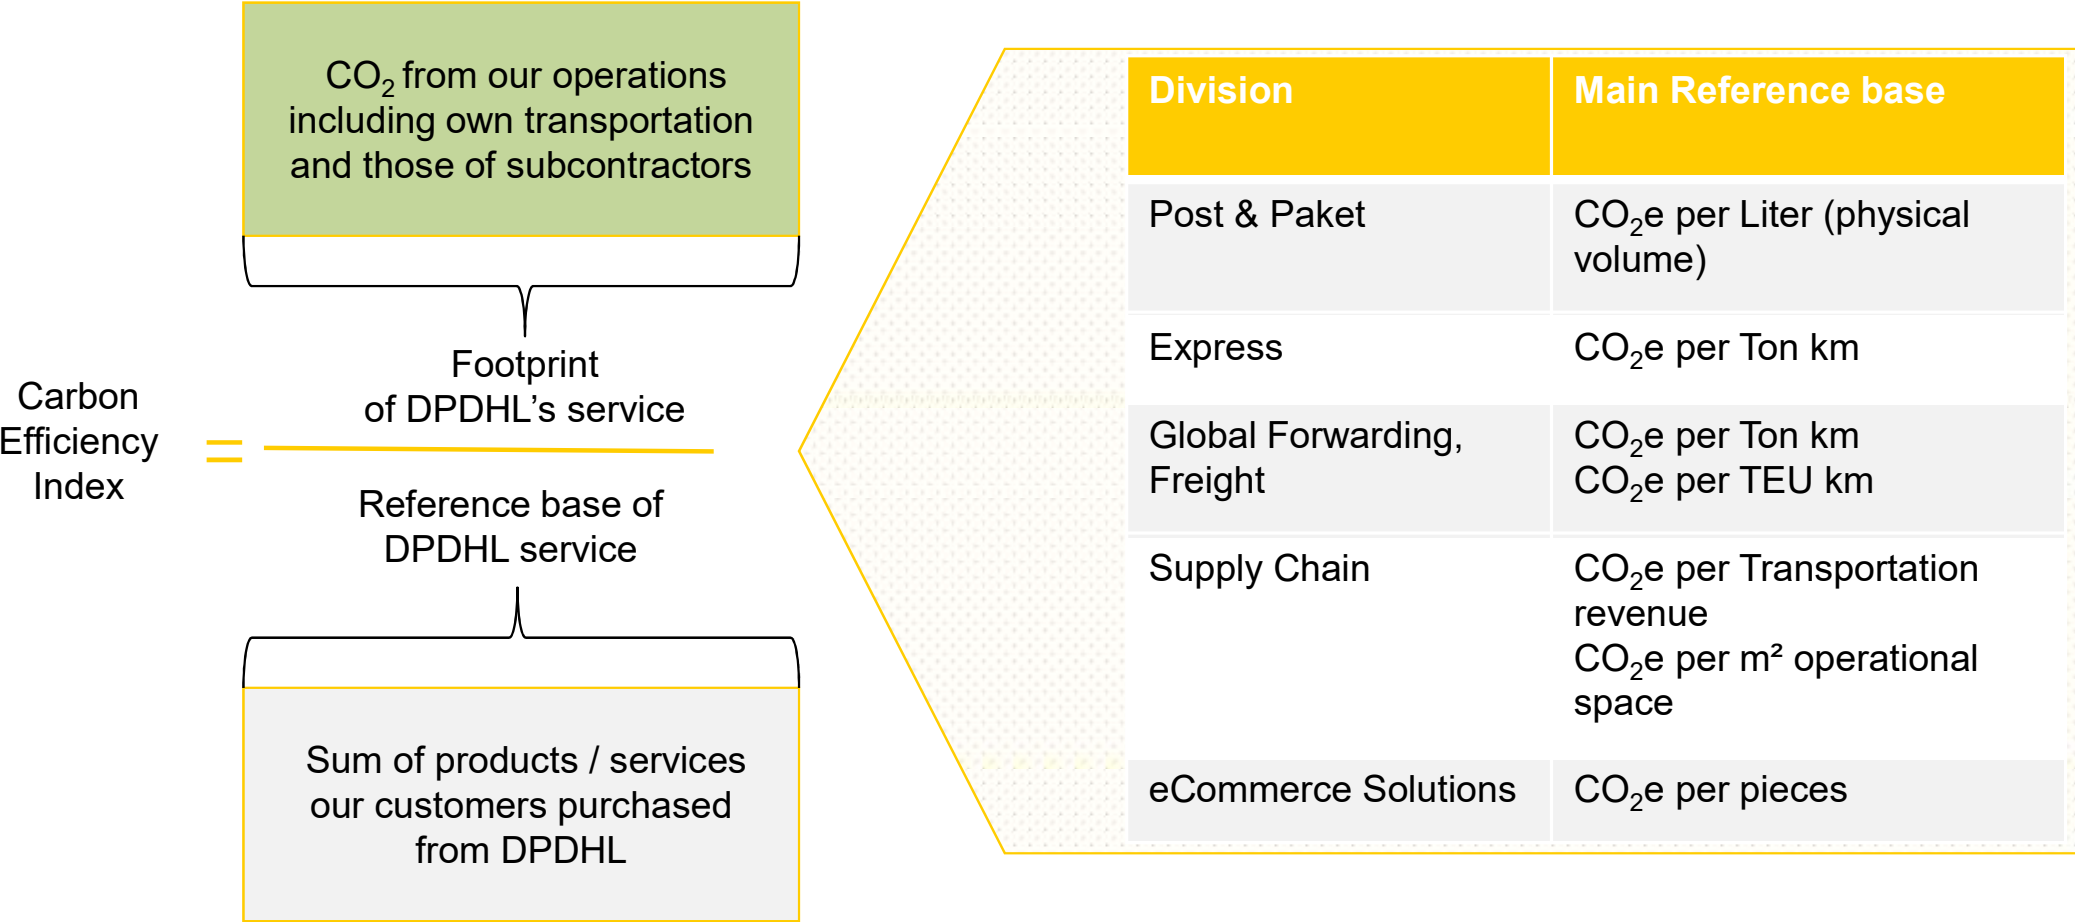 CO₂ from our operations
including own transportation
and those of subcontractors
Footprint
of DPDHL’s service
Carbon
Efficiency
Index
=
Reference base of
DPDHL service
Sum of products / services
our customers purchased
from DPDHL
Division
Main Reference base
Post & Paket
CO₂e per Liter (physical
volume)
Express
CO₂e per Ton km
Global Forwarding,
Freight
CO₂e per Ton km
CO₂e per TEU km
Supply Chain
CO₂e per Transportation
revenue
CO₂e per m² operational
space
eCommerce Solutions
CO₂e per pieces